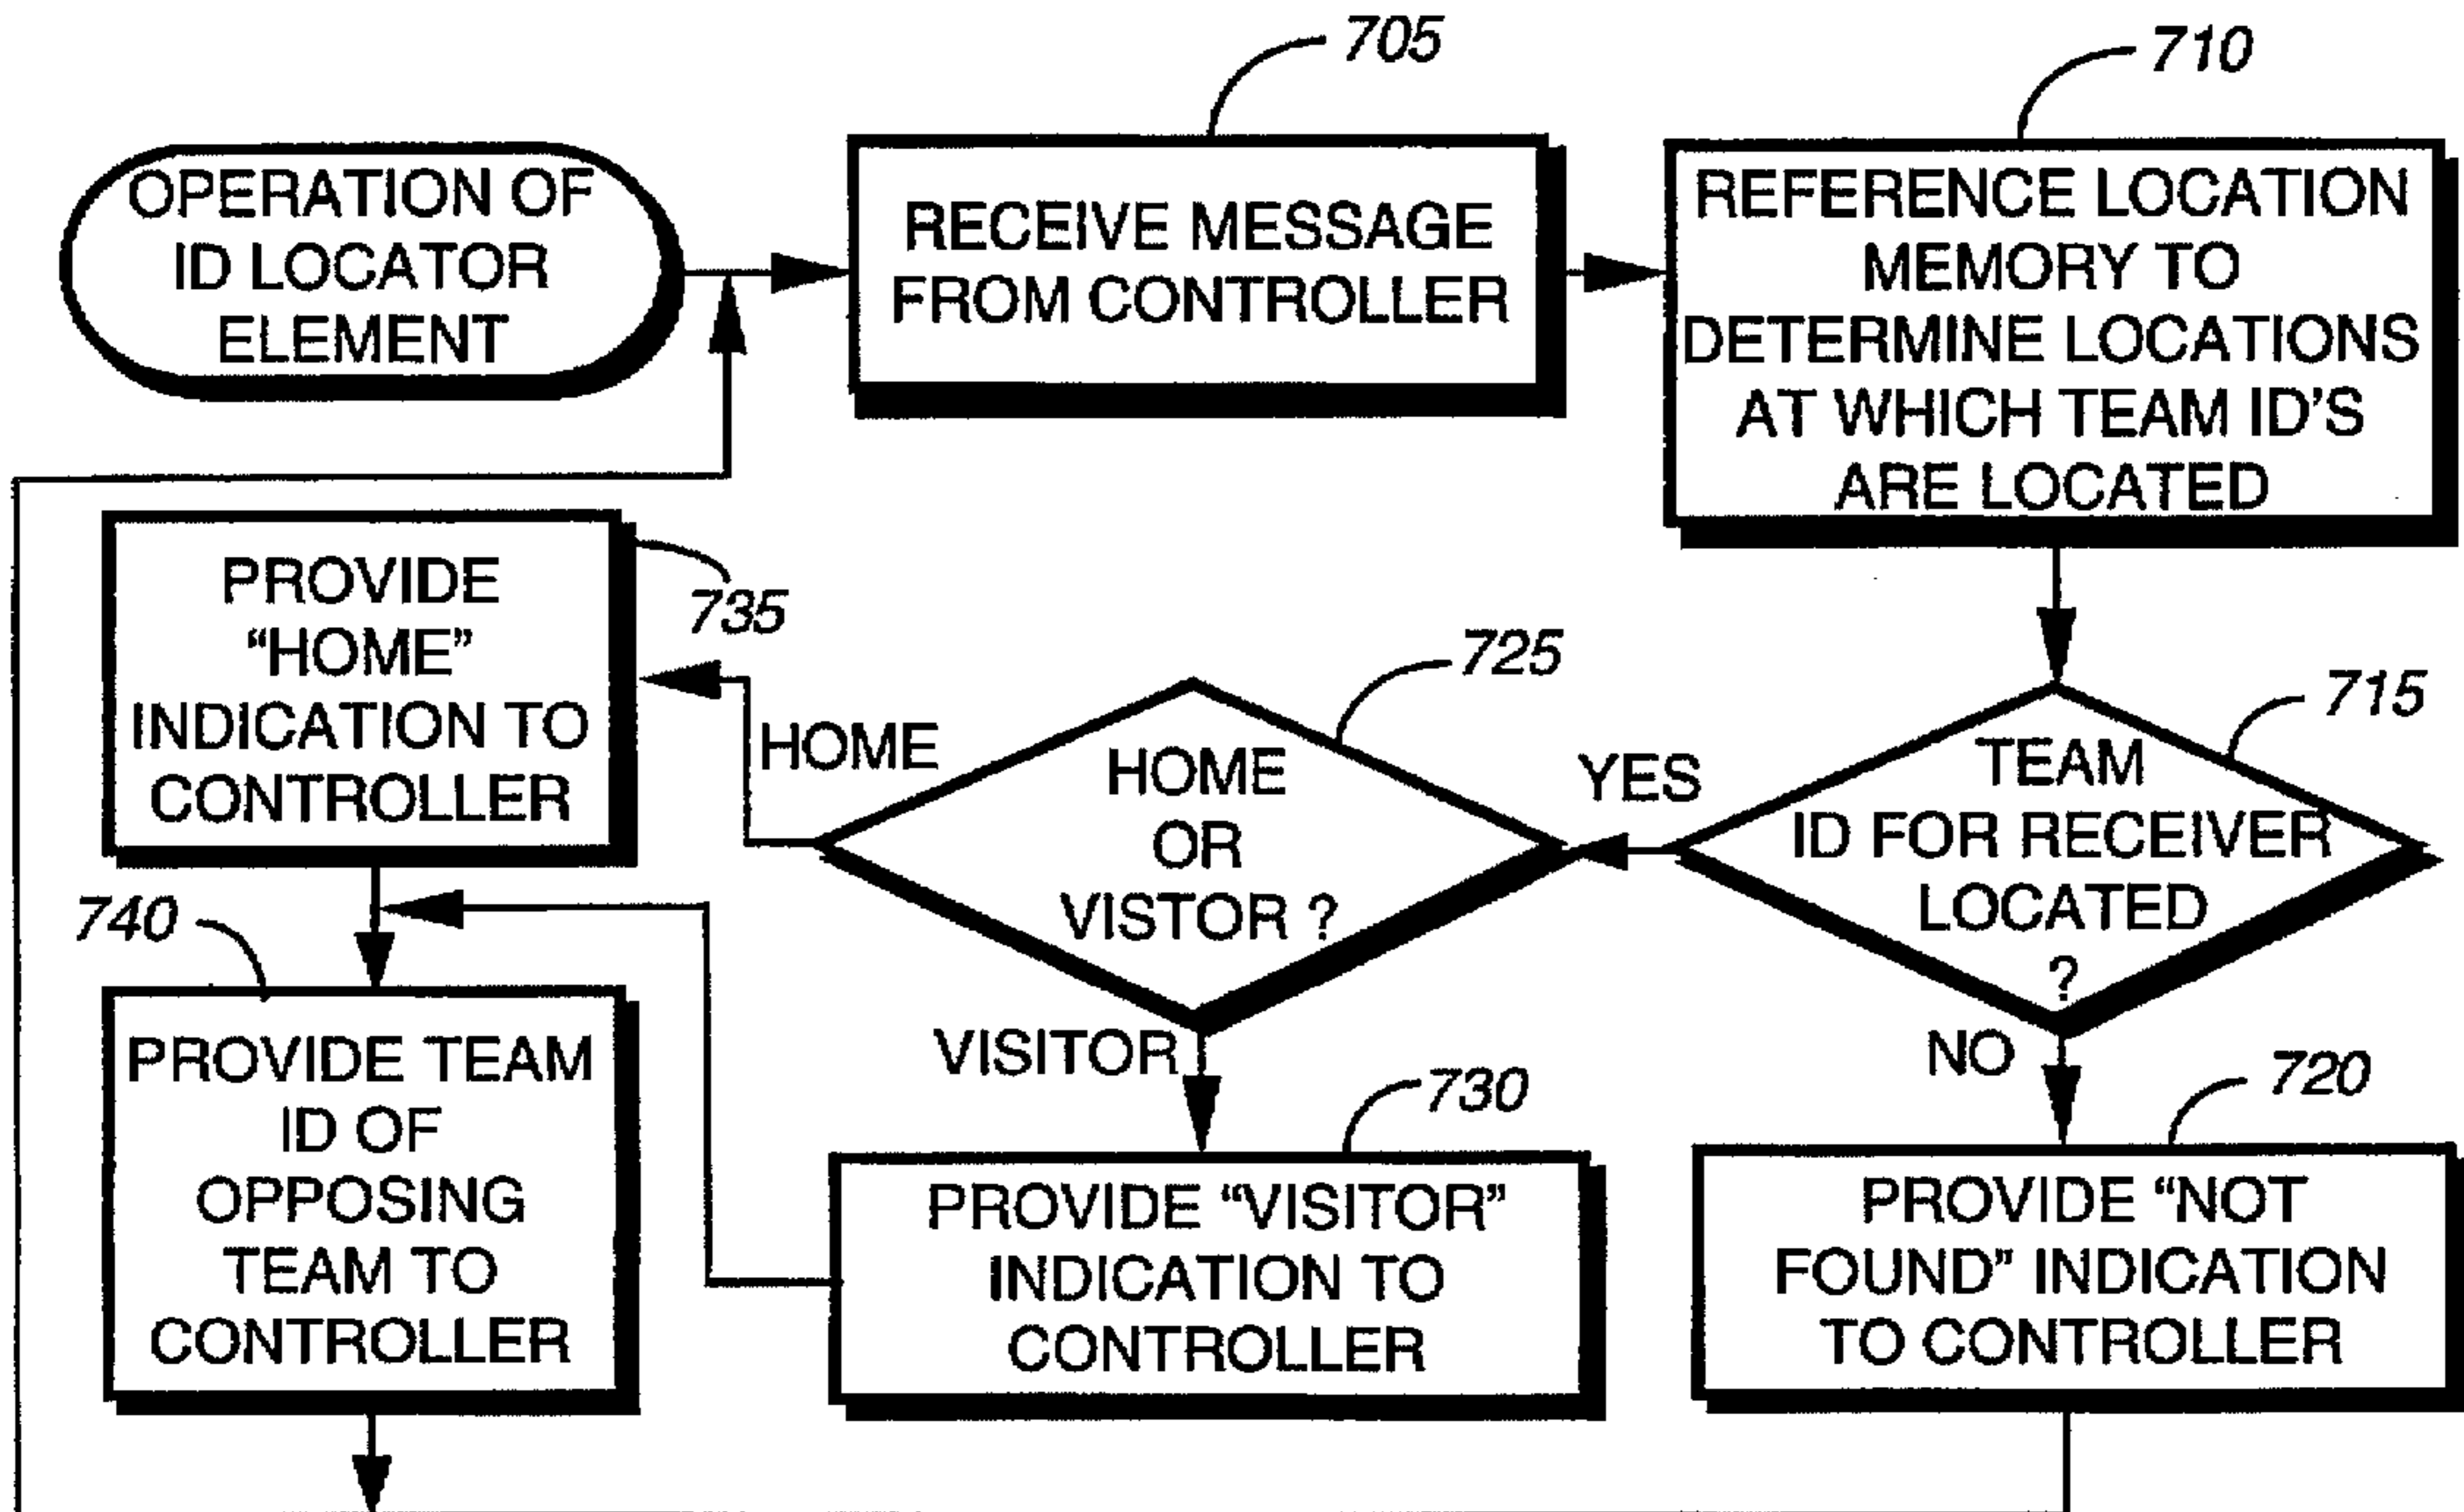 705
710
OPERATION OF
ID LOCATOR
ELEMENT
RECEIVE MESSAGE
FROM CONTROLLER
REFERENCE LOCATION
MEMORY TO
DETERMINE LOCATIONS
AT WHICH TEAM ID'S
ARE LOCATED
PROVIDE
“HOME”
INDICATION TO
CONTROLLER
735
HOME
725
HOME
OR
VISTOR ?
YES
715
TEAM
ID FOR RECEIVER
LOCATED
?
740
PROVIDE TEAM
ID OF
OPPOSING
TEAM TO
CONTROLLER
VISITOR
730
PROVIDE “VISITOR”
INDICATION TO
CONTROLLER
NO
720
PROVIDE “NOT
FOUND” INDICATION
TO CONTROLLER